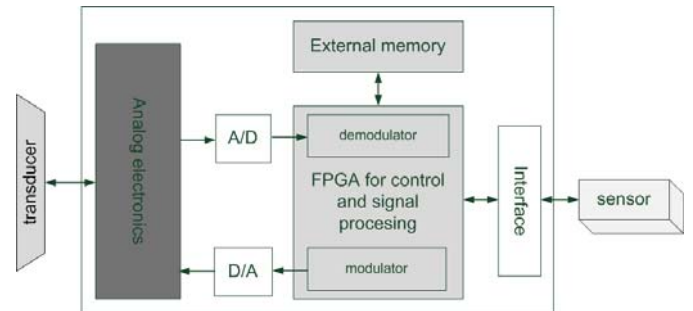 External memory
transducer
Analog electronics
A/D
demodulator
FPGA for control
and signal
procesing
Interface
sensor
D/A
modulator